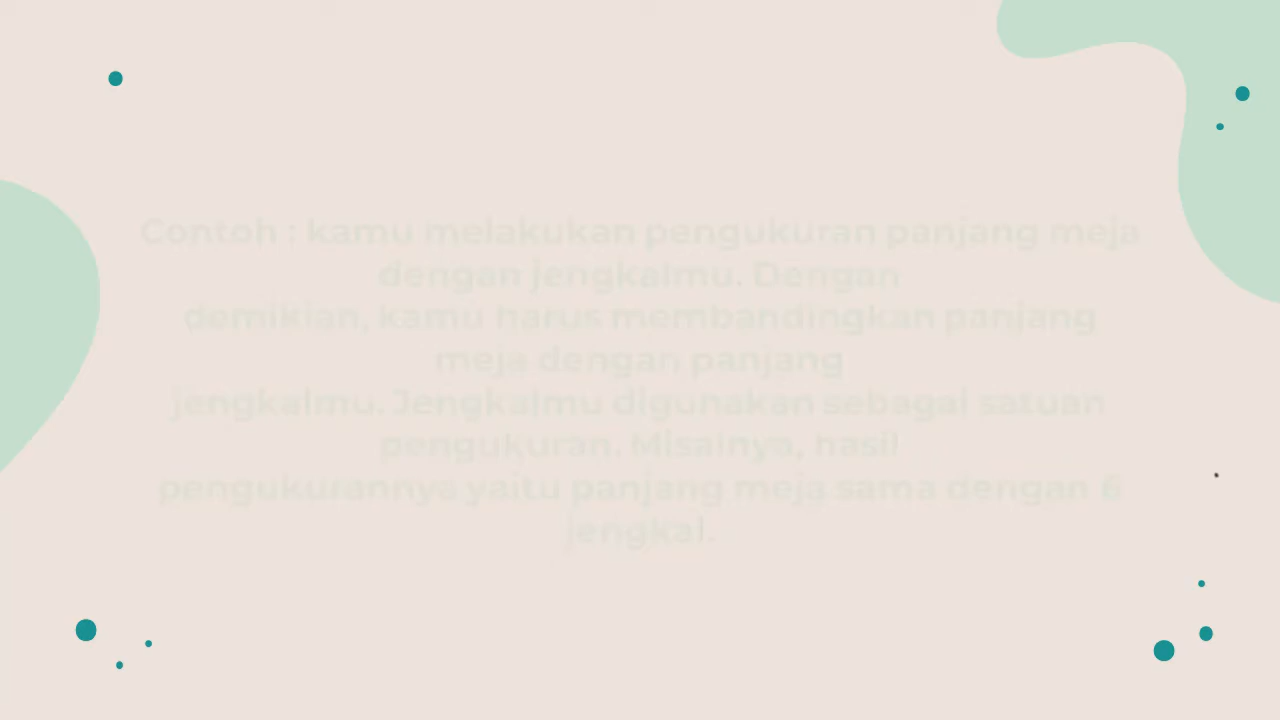 Contoh : kamu melakukan pengukuran panjang meja
dengan jengkalmu. Dengan
demikian, kamu harus membandingkan panjang
meja dengan panjang
jengkalmu. Jengkalmu digunakan sebagai satuan
pengukuran. Misalnya, hasil
pengukurannya yaitu panjang meja sama dengan 6
jengkal.